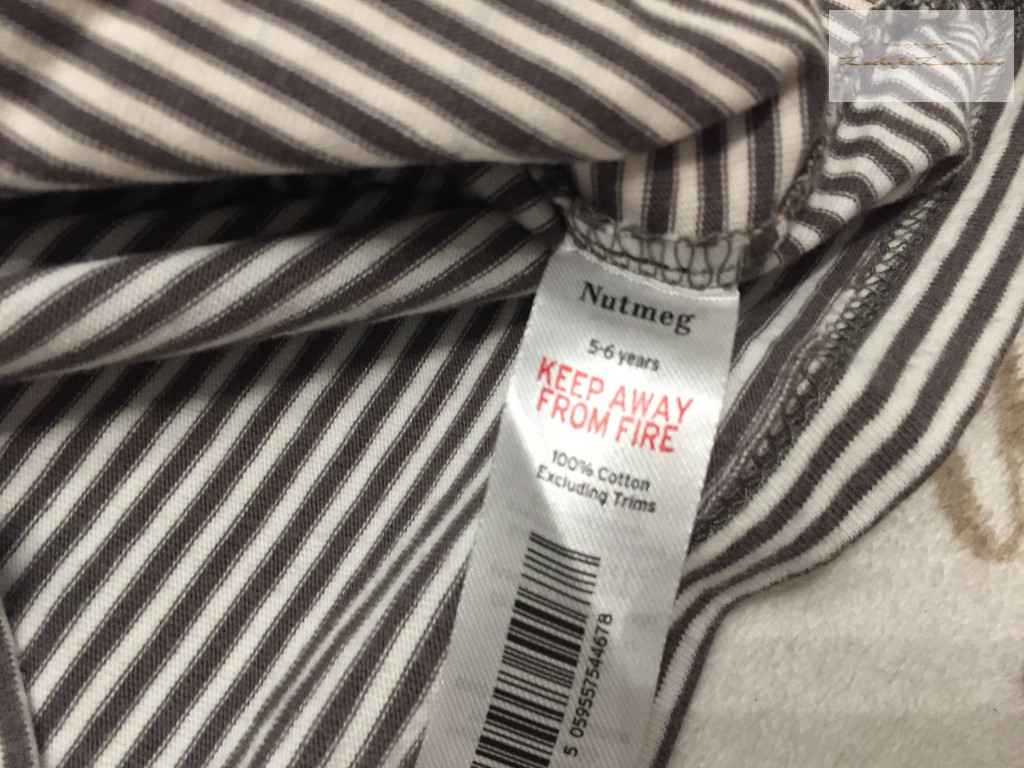 Nutmeg
5-6 years
KEEP AWAY
FROM FIRE
100% Cotton
Excluding Trims
5 059557544678